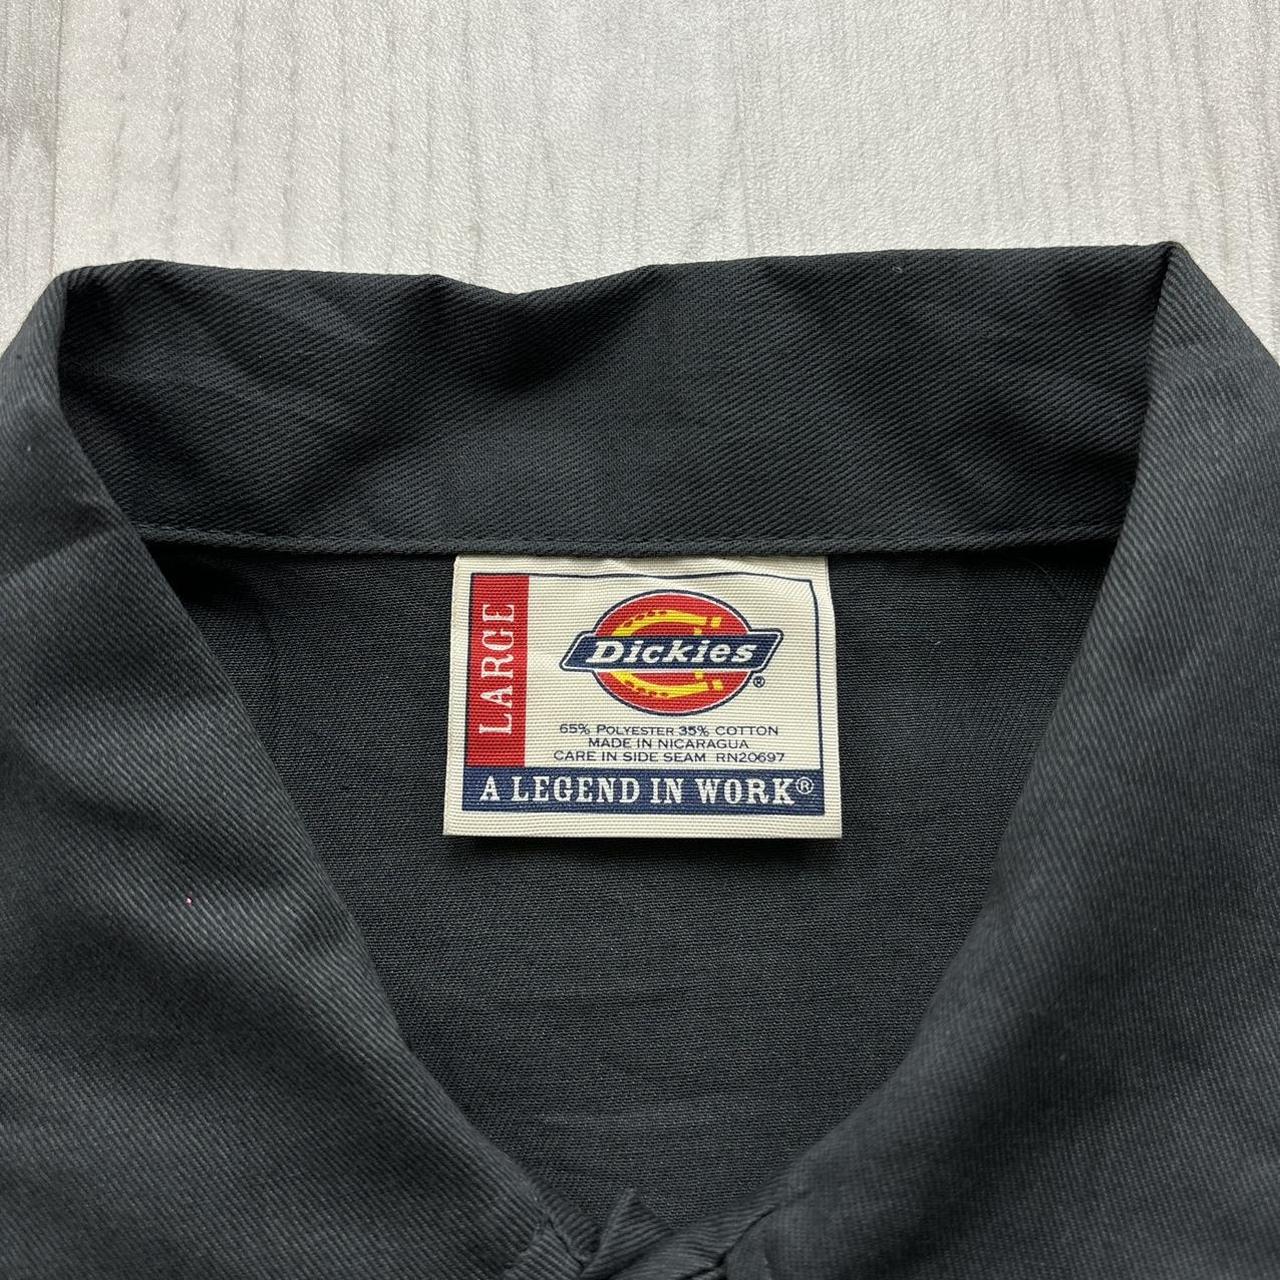 LARGE
Dickies®
65% POLYESTER 35% COTTON
MADE IN NICARAGUA
CARE IN SIDE SEAM RN20697
A LEGEND IN WORK®